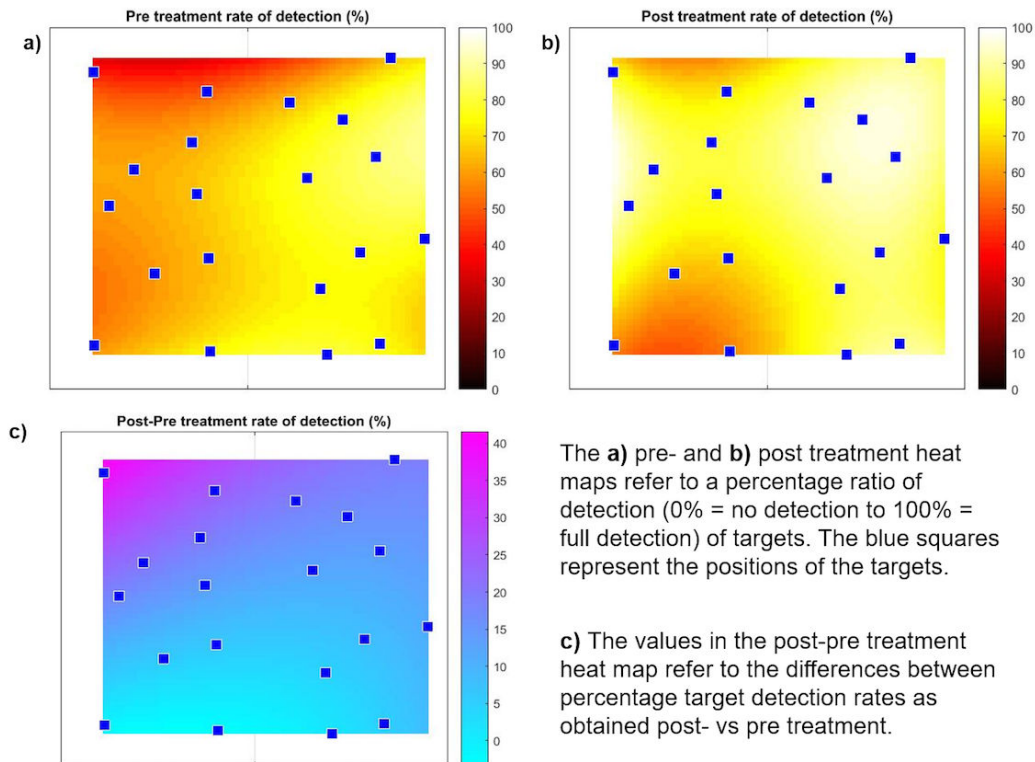 Pre treatment rate of detection (%)
Post treatment rate of detection (%)
a)
100
90
80
70
60
50
40
30
20
10
0
b)
100
90
80
70
60
50
40
30
20
10
0
c)
Post-Pre treatment rate of detection (%)
40
35
30
25
20
15
10
5
0
The a) pre- and b) post treatment heat
maps refer to a percentage ratio of
detection (0% = no detection to 100% =
full detection) of targets. The blue squares
represent the positions of the targets.
c) The values in the post-pre treatment
heat map refer to the differences between
percentage target detection rates as
obtained post- vs pre treatment.